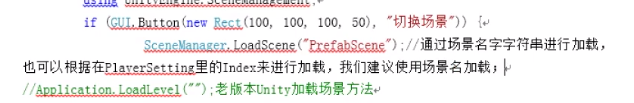 using UnityEngine.SceneManagement;
if (GUI.Button(new Rect(100, 100, 100, 50), "切换场景")) {
SceneManager.LoadScene("PrefabScene");//通过场景名字字符串进行加载，
也可以根据在PlayerSetting里的Index来进行加载，我们建议使用场景名加载；
//Application.LoadLevel("");老版本Unity加载场景方法